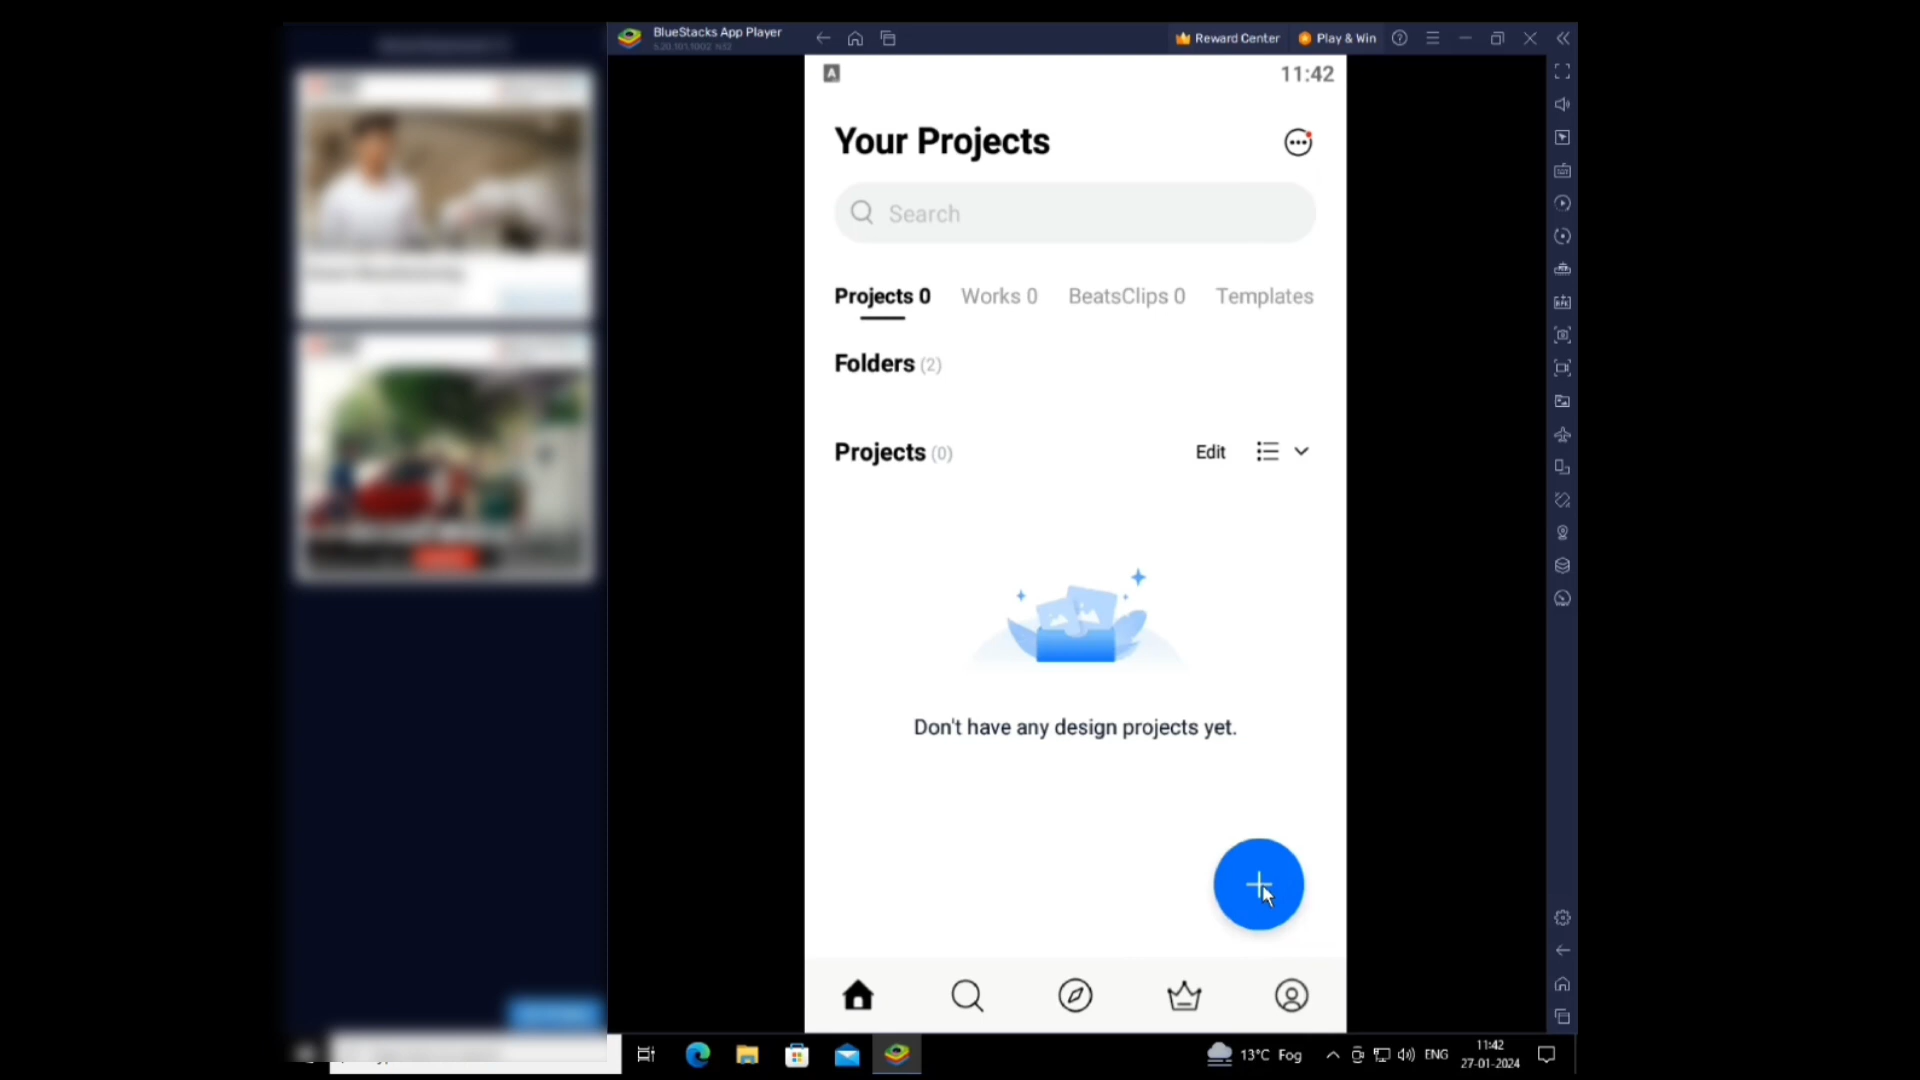 BlueStacks App Player
Reward Center
Play & Win
11:42
Your Projects
Search
Projects 0 Works 0 BeatsClips 0 Templates
Folders (2)
Projects (0)
Edit
Don't have any design projects yet.
13°C Fog
ENG
11:42
27-01-2024